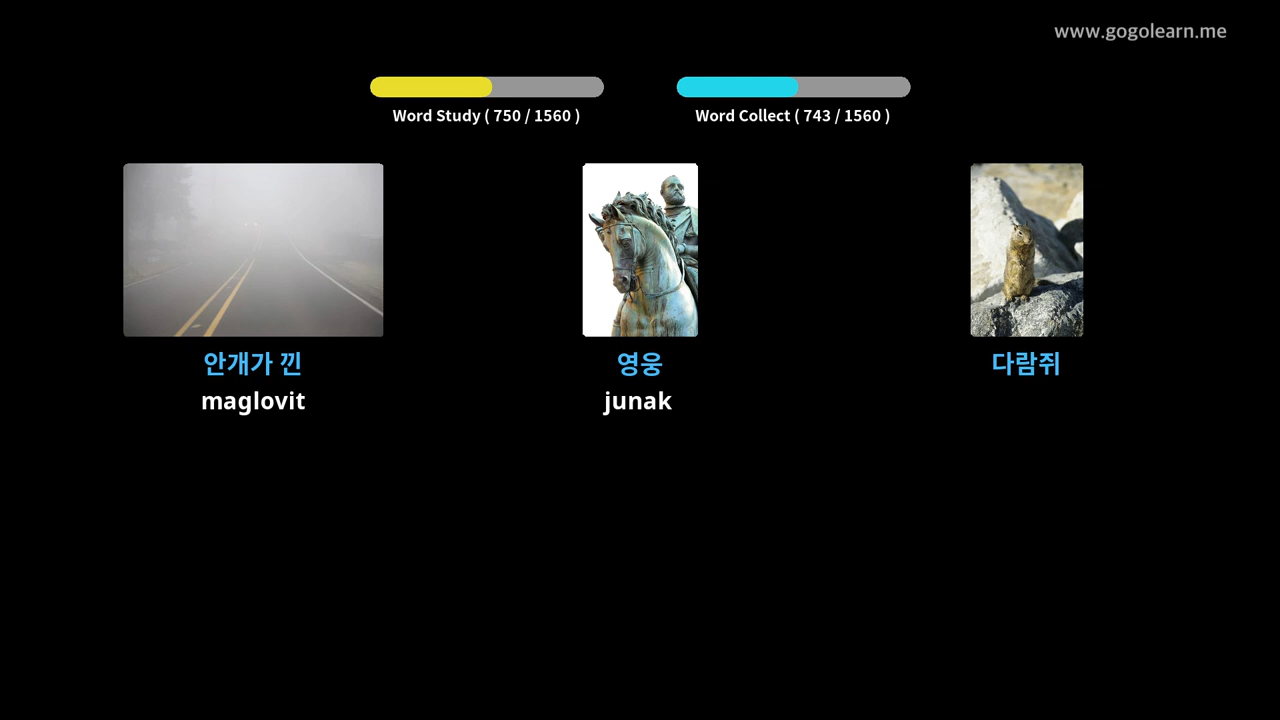 www.gogolearn.me
Word Study ( 750 / 1560 )
Word Collect ( 743 / 1560 )
안개가 낀
maglovit
영웅
junak
다람쥐